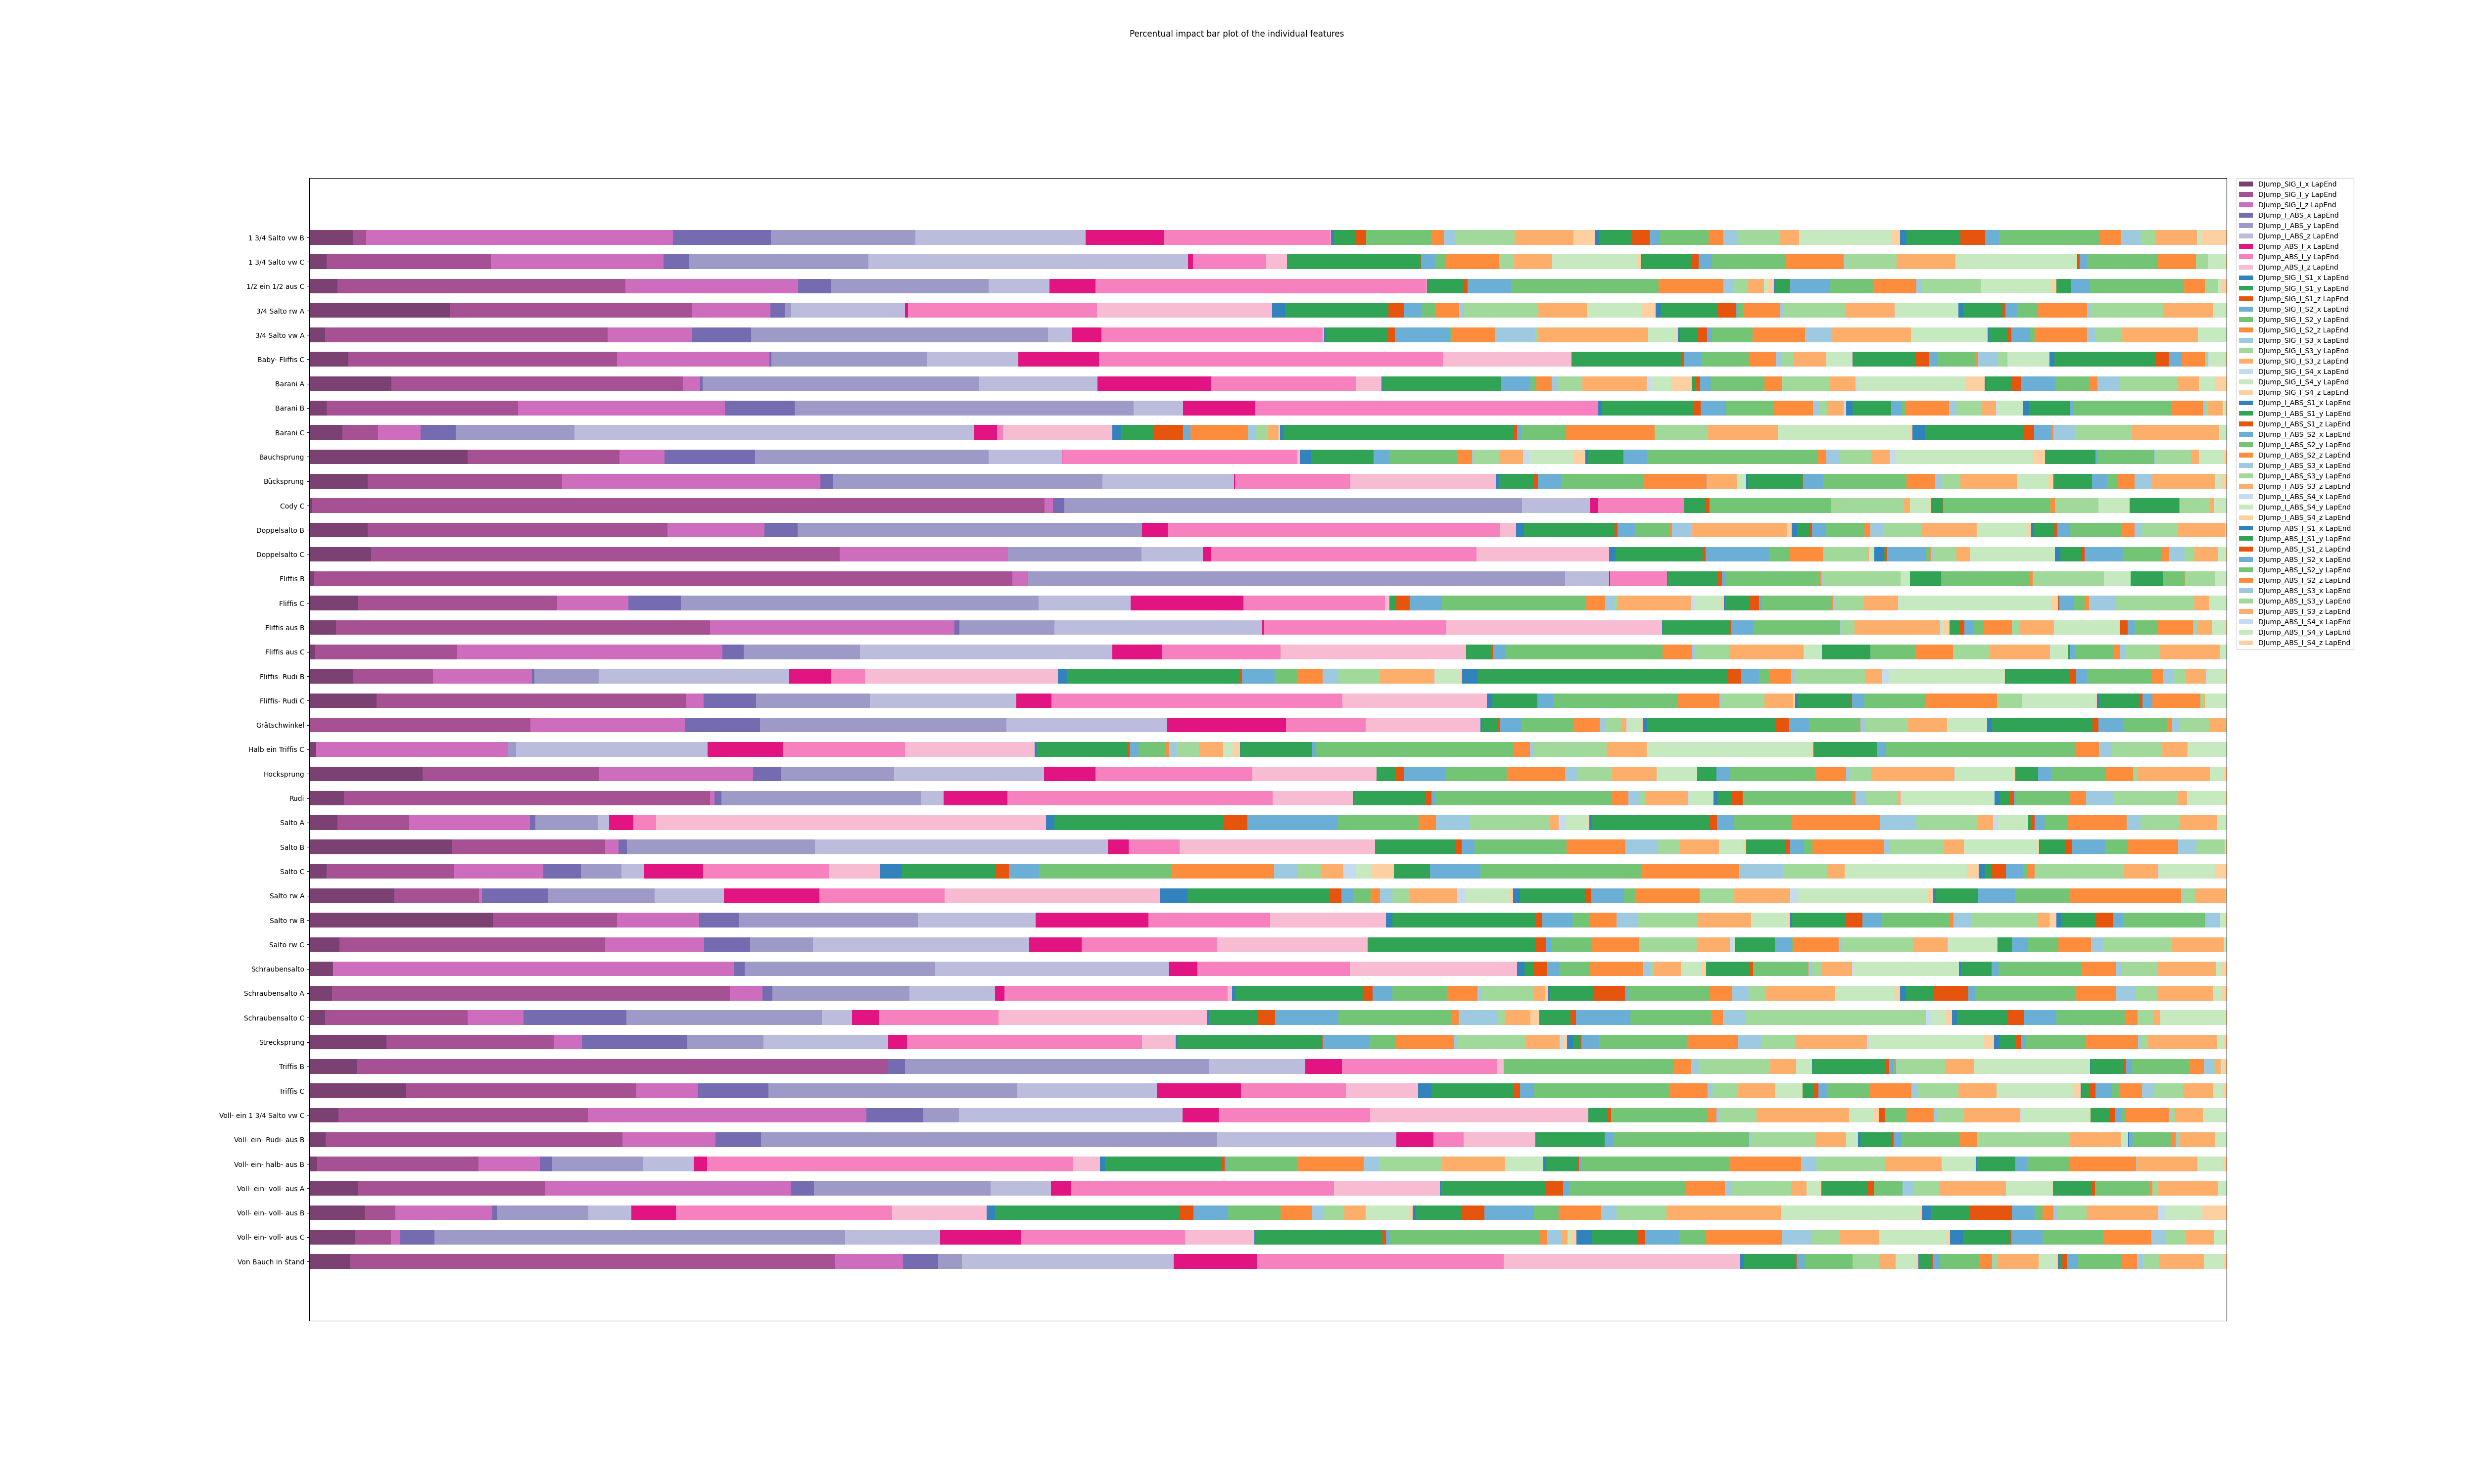 Percentual impact bar plot of the individual features
1 3/4 Salto vw B
1 3/4 Salto vw C
1/2 ein 1/2 aus C
3/4 Salto rw A
3/4 Salto vw A
Baby- Fliffis C
Barani A
Barani B
Barani C
Bauchsprung
Bücksprung
Cody C
Doppelsalto B
Doppelsalto C
Fliffis B
Fliffis C
Fliffis aus B
Fliffis aus C
Fliffis- Rudi B
Fliffis- Rudi C
Grätschwinkel
Halb ein Triffis C
Hocksprung
Rudi
Salto A
Salto B
Salto C
Salto rw A
Salto rw B
Salto rw C
Schraubensalto
Schraubensalto A
Schraubensalto C
Strecksprung
Triffis B
Triffis C
Voll- ein 1 3/4 Salto vw C
Voll- ein- Rudi- aus B
Voll- ein- halb- aus B
Voll- ein- voll- aus A
Voll- ein- voll- aus B
Voll- ein- voll- aus C
Von Bauch in Stand
DJump_SIG_I_x LapEnd
DJump_SIG_I_y LapEnd
DJump_SIG_I_z LapEnd
DJump_I_ABS_x LapEnd
DJump_I_ABS_y LapEnd
DJump_I_ABS_z LapEnd
DJump_ABS_I_x LapEnd
DJump_ABS_I_y LapEnd
DJump_ABS_I_z LapEnd
DJump_SIG_I_S1_x LapEnd
DJump_SIG_I_S1_y LapEnd
DJump_SIG_I_S1_z LapEnd
DJump_SIG_I_S2_x LapEnd
DJump_SIG_I_S2_y LapEnd
DJump_SIG_I_S2_z LapEnd
DJump_SIG_I_S3_x LapEnd
DJump_SIG_I_S3_y LapEnd
DJump_SIG_I_S3_z LapEnd
DJump_SIG_I_S4_x LapEnd
DJump_SIG_I_S4_y LapEnd
DJump_SIG_I_S4_z LapEnd
DJump_I_ABS_S1_x LapEnd
DJump_I_ABS_S1_y LapEnd
DJump_I_ABS_S1_z LapEnd
DJump_I_ABS_S2_x LapEnd
DJump_I_ABS_S2_y LapEnd
DJump_I_ABS_S2_z LapEnd
DJump_I_ABS_S3_x LapEnd
DJump_I_ABS_S3_y LapEnd
DJump_I_ABS_S3_z LapEnd
DJump_I_ABS_S4_x LapEnd
DJump_I_ABS_S4_y LapEnd
DJump_I_ABS_S4_z LapEnd
DJump_ABS_I_S1_x LapEnd
DJump_ABS_I_S1_y LapEnd
DJump_ABS_I_S1_z LapEnd
DJump_ABS_I_S2_x LapEnd
DJump_ABS_I_S2_y LapEnd
DJump_ABS_I_S2_z LapEnd
DJump_ABS_I_S3_x LapEnd
DJump_ABS_I_S3_y LapEnd
DJump_ABS_I_S3_z LapEnd
DJump_ABS_I_S4_x LapEnd
DJump_ABS_I_S4_y LapEnd
DJump_ABS_I_S4_z LapEnd